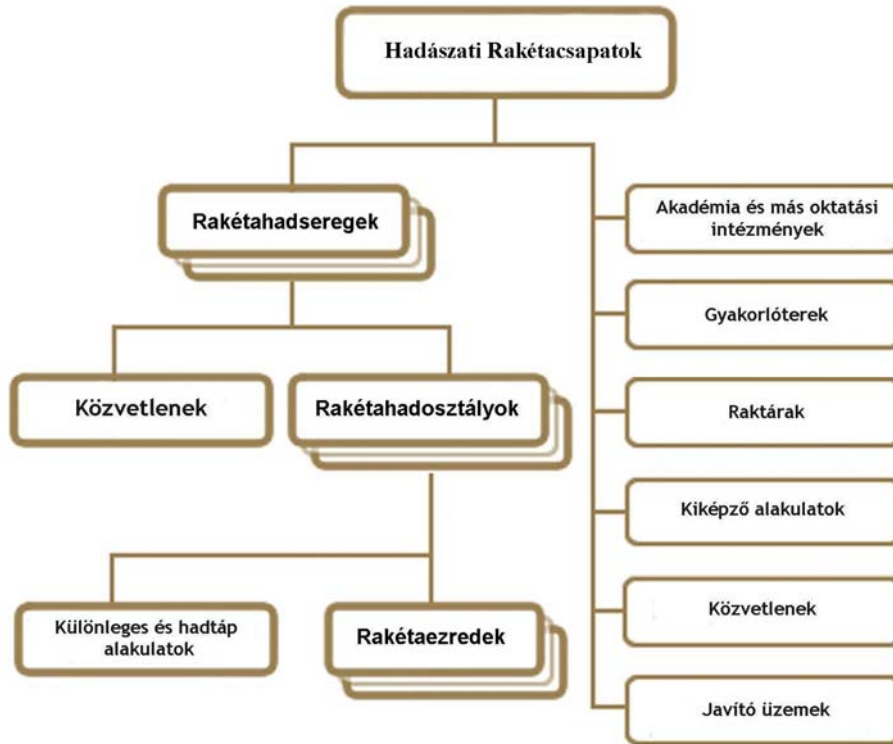 Hadászati Rakétacsapatok
Rakétahadseregek
Akadémia és más oktatási
intézmények
Gyakorlóterek
Közvetlenek
Rakétahadosztályok
Raktárak
Kiképző alakulatok
Különleges és hadtáp
alakulatok
Rakétaezredek
Közvetlenek
Javító üzemek